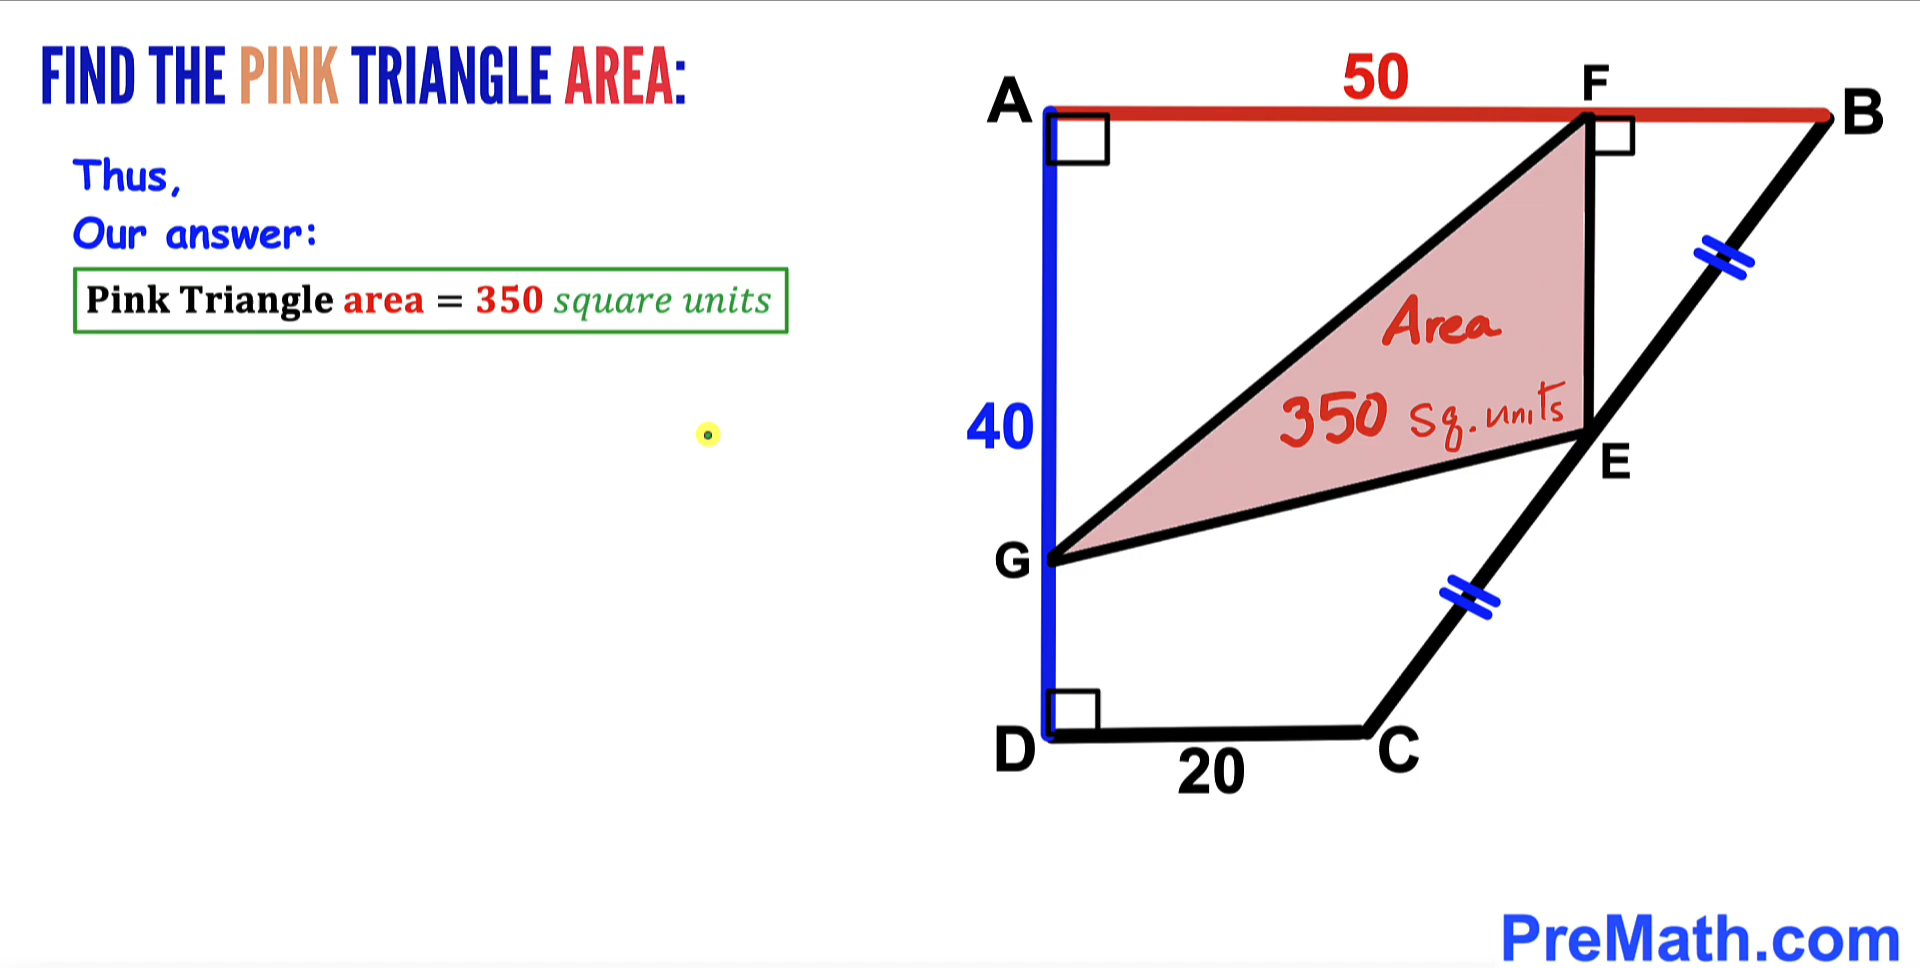 FIND THE PINK TRIANGLE AREA:
Thus,
Our answer:
Pink Triangle area = 350 square units
50
F
A
B
Area
350 sq. units
40
E
G
D
C
20
PreMath.com